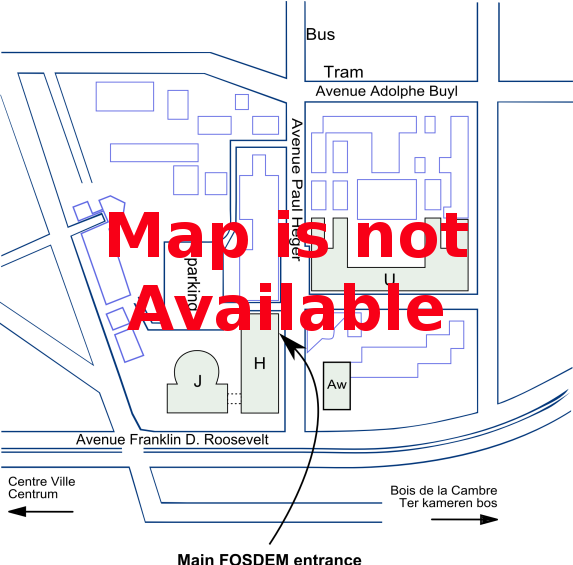 Bus
Tram
Avenue Adolphe Buyl
Avenue Paul Heger
Map is not
Available
parking
U
J
H
Aw
Avenue Franklin D. Roosevelt
Centre Ville
Centrum
Bois de la Cambre
Ter kameren bos
Main FOSDEM entrance